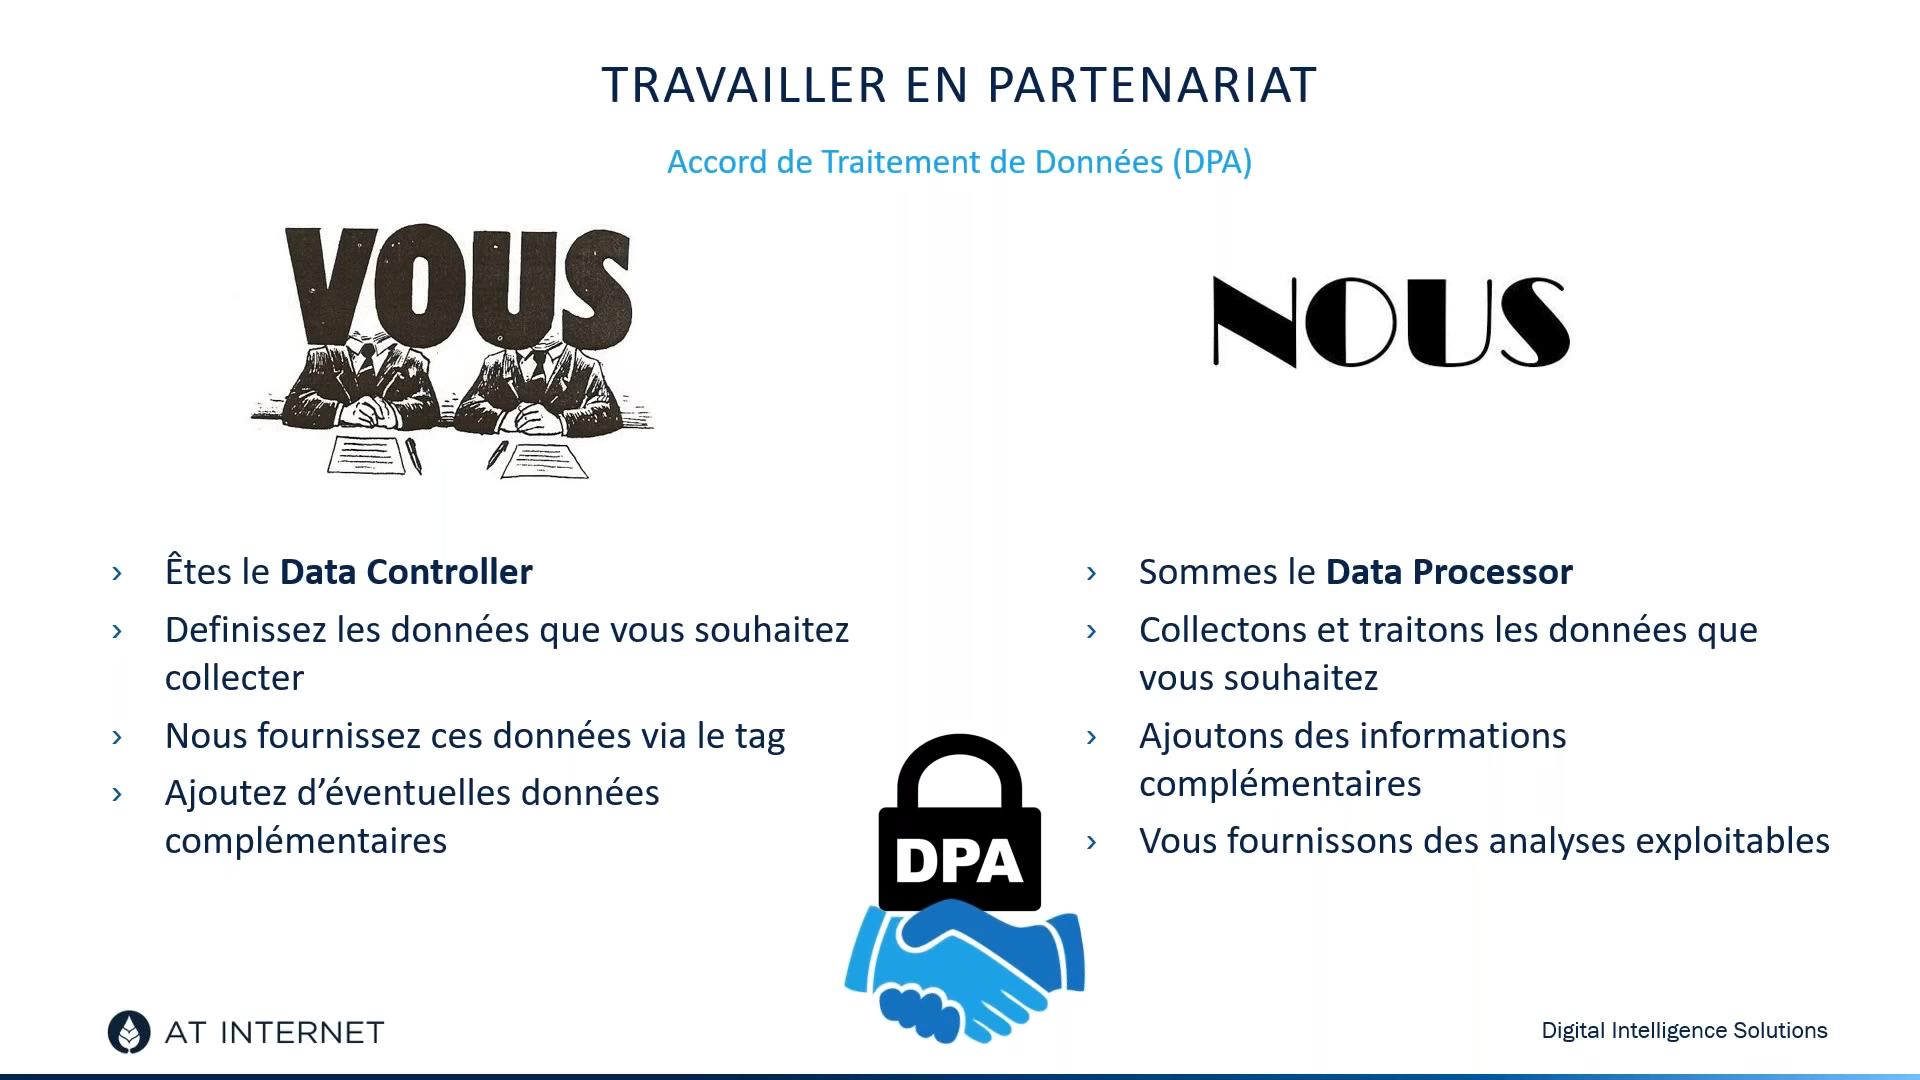 TRAVAILLER EN PARTENARIAT
Accord de Traitement de Données (DPA)
VOUS
› Êtes le Data Controller
› Definissez les données que vous souhaitez
collecter
› Nous fournissez ces données via le tag
› Ajoutez d’éventuelles données
complémentaires
NOUS
› Sommes le Data Processor
› Collectons et traitons les données que
vous souhaitez
› Ajoutons des informations
complémentaires
› Vous fournissons des analyses exploitables
DPA
AT INTERNET
Digital Intelligence Solutions